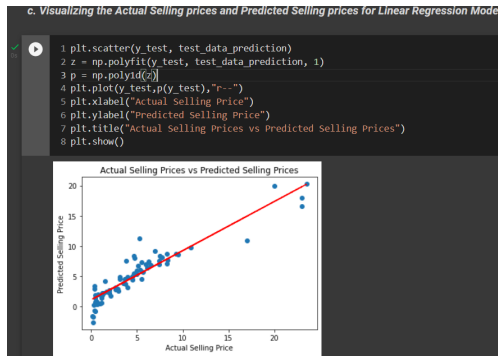 c. Visualizing the Actual Selling prices and Predicted Selling prices for Linear Regression Mode
1 plt.scatter(y_test, test_data_prediction)
2 z = np.polyfit(y_test, test_data_prediction, 1)
3 p = np.poly1d(z)
4 plt.plot(y_test,p(y_test),"r--")
5 plt.xlabel("Actual Selling Price")
6 plt.ylabel("Predicted Selling Price")
7 plt.title("Actual Selling Prices vs Predicted Selling Prices")
8 plt.show()
Actual Selling Prices vs Predicted Selling Prices
20
15
10
5
0
Predicted Selling Price
0 5 10 15 20
Actual Selling Price